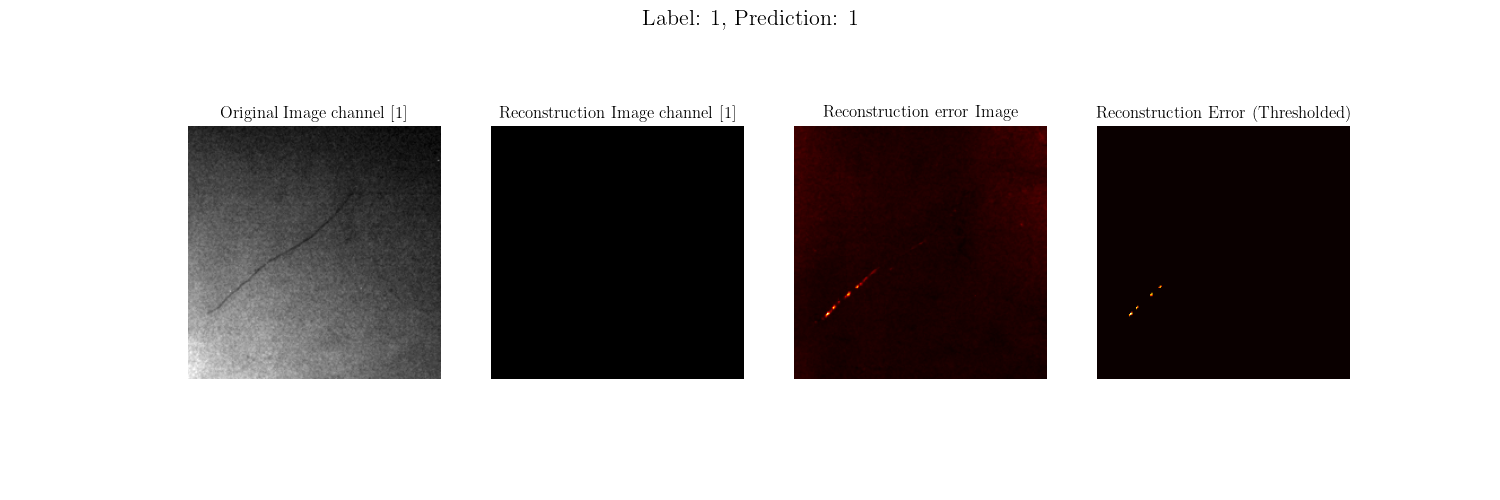 Label: 1, Prediction: 1
Original Image channel [1]
Reconstruction Image channel [1]
Reconstruction error Image
Reconstruction Error (Thresholded)